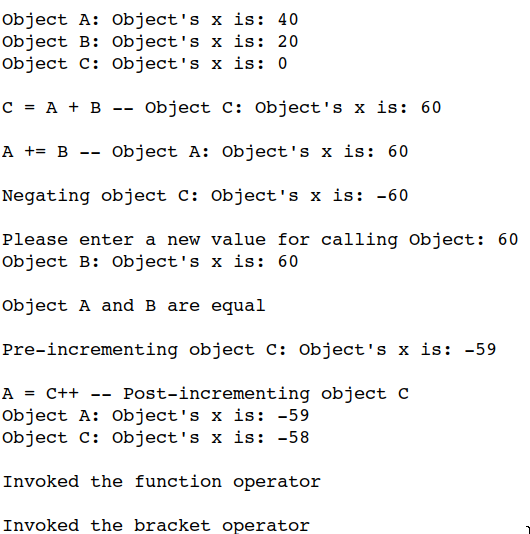 Object A: Object's x is: 40
Object B: Object's x is: 20
Object C: Object's x is: 0
C = A + B -- Object C: Object's x is: 60
A += B -- Object A: Object's x is: 60
Negating object C: Object's x is: -60
Please enter a new value for calling Object: 60
Object B: Object's x is: 60
Object A and B are equal
Pre-incrementing object C: Object's x is: -59
A = C++ -- Post-incrementing object C
Object A: Object's x is: -59
Object C: Object's x is: -58
Invoked the function operator
Invoked the bracket operator